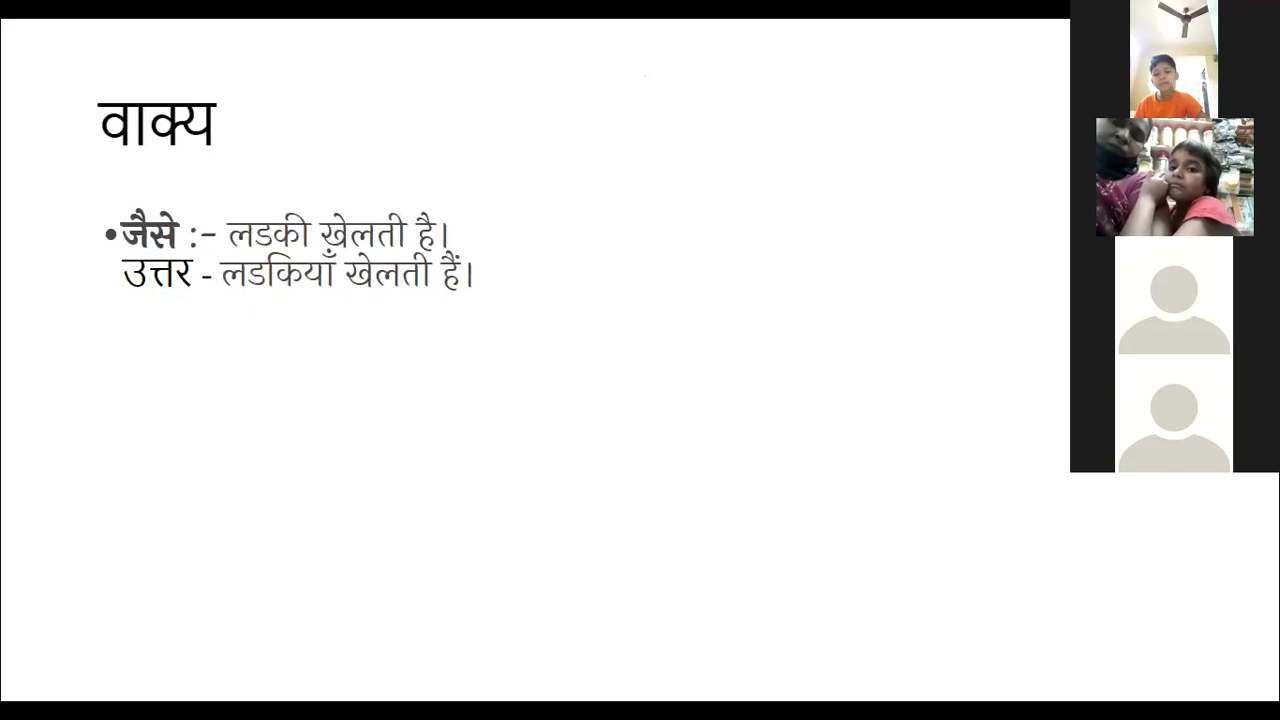 वाक्य
•जैसे :- लडकी खेलती है।
उत्तर - लडकियाँ खेलती हैं।